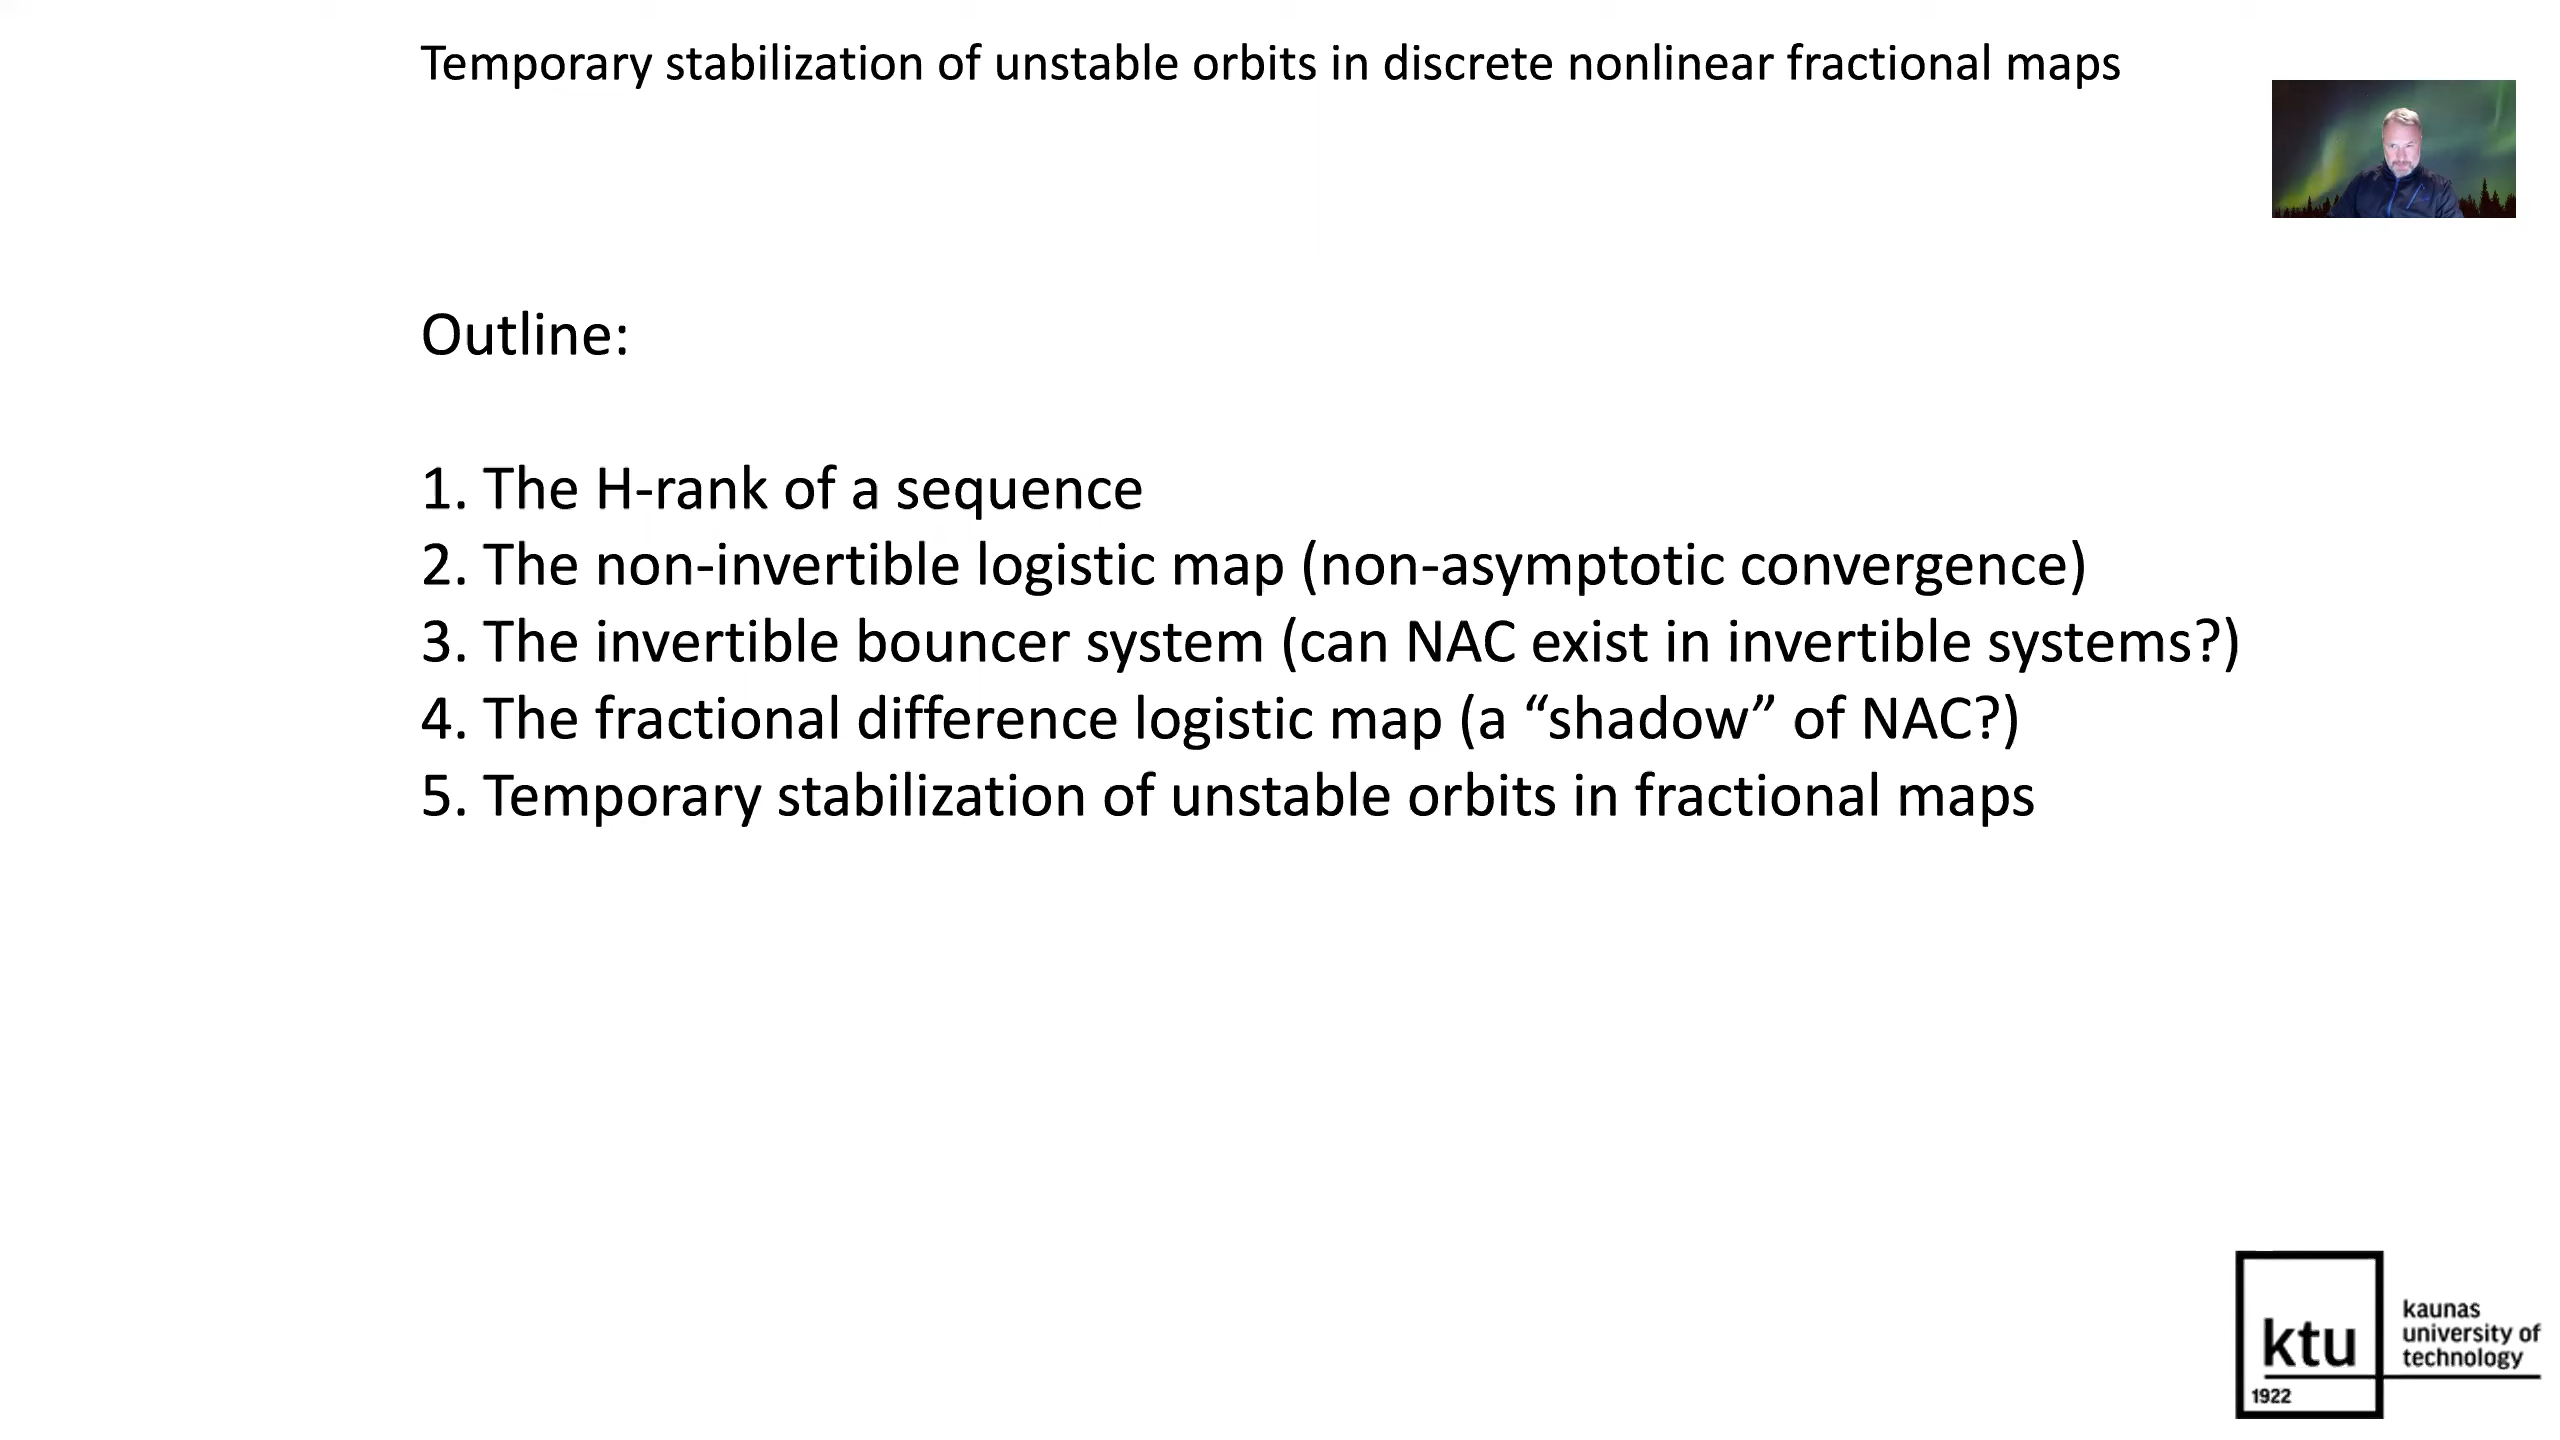 Temporary stabilization of unstable orbits in discrete nonlinear fractional maps
Outline:
1. The H-rank of a sequence
2. The non-invertible logistic map (non-asymptotic convergence)
3. The invertible bouncer system (can NAC exist in invertible systems?)
4. The fractional difference logistic map (a “shadow” of NAC?)
5. Temporary stabilization of unstable orbits in fractional maps
ktu
1922
kaunas
university of
technology